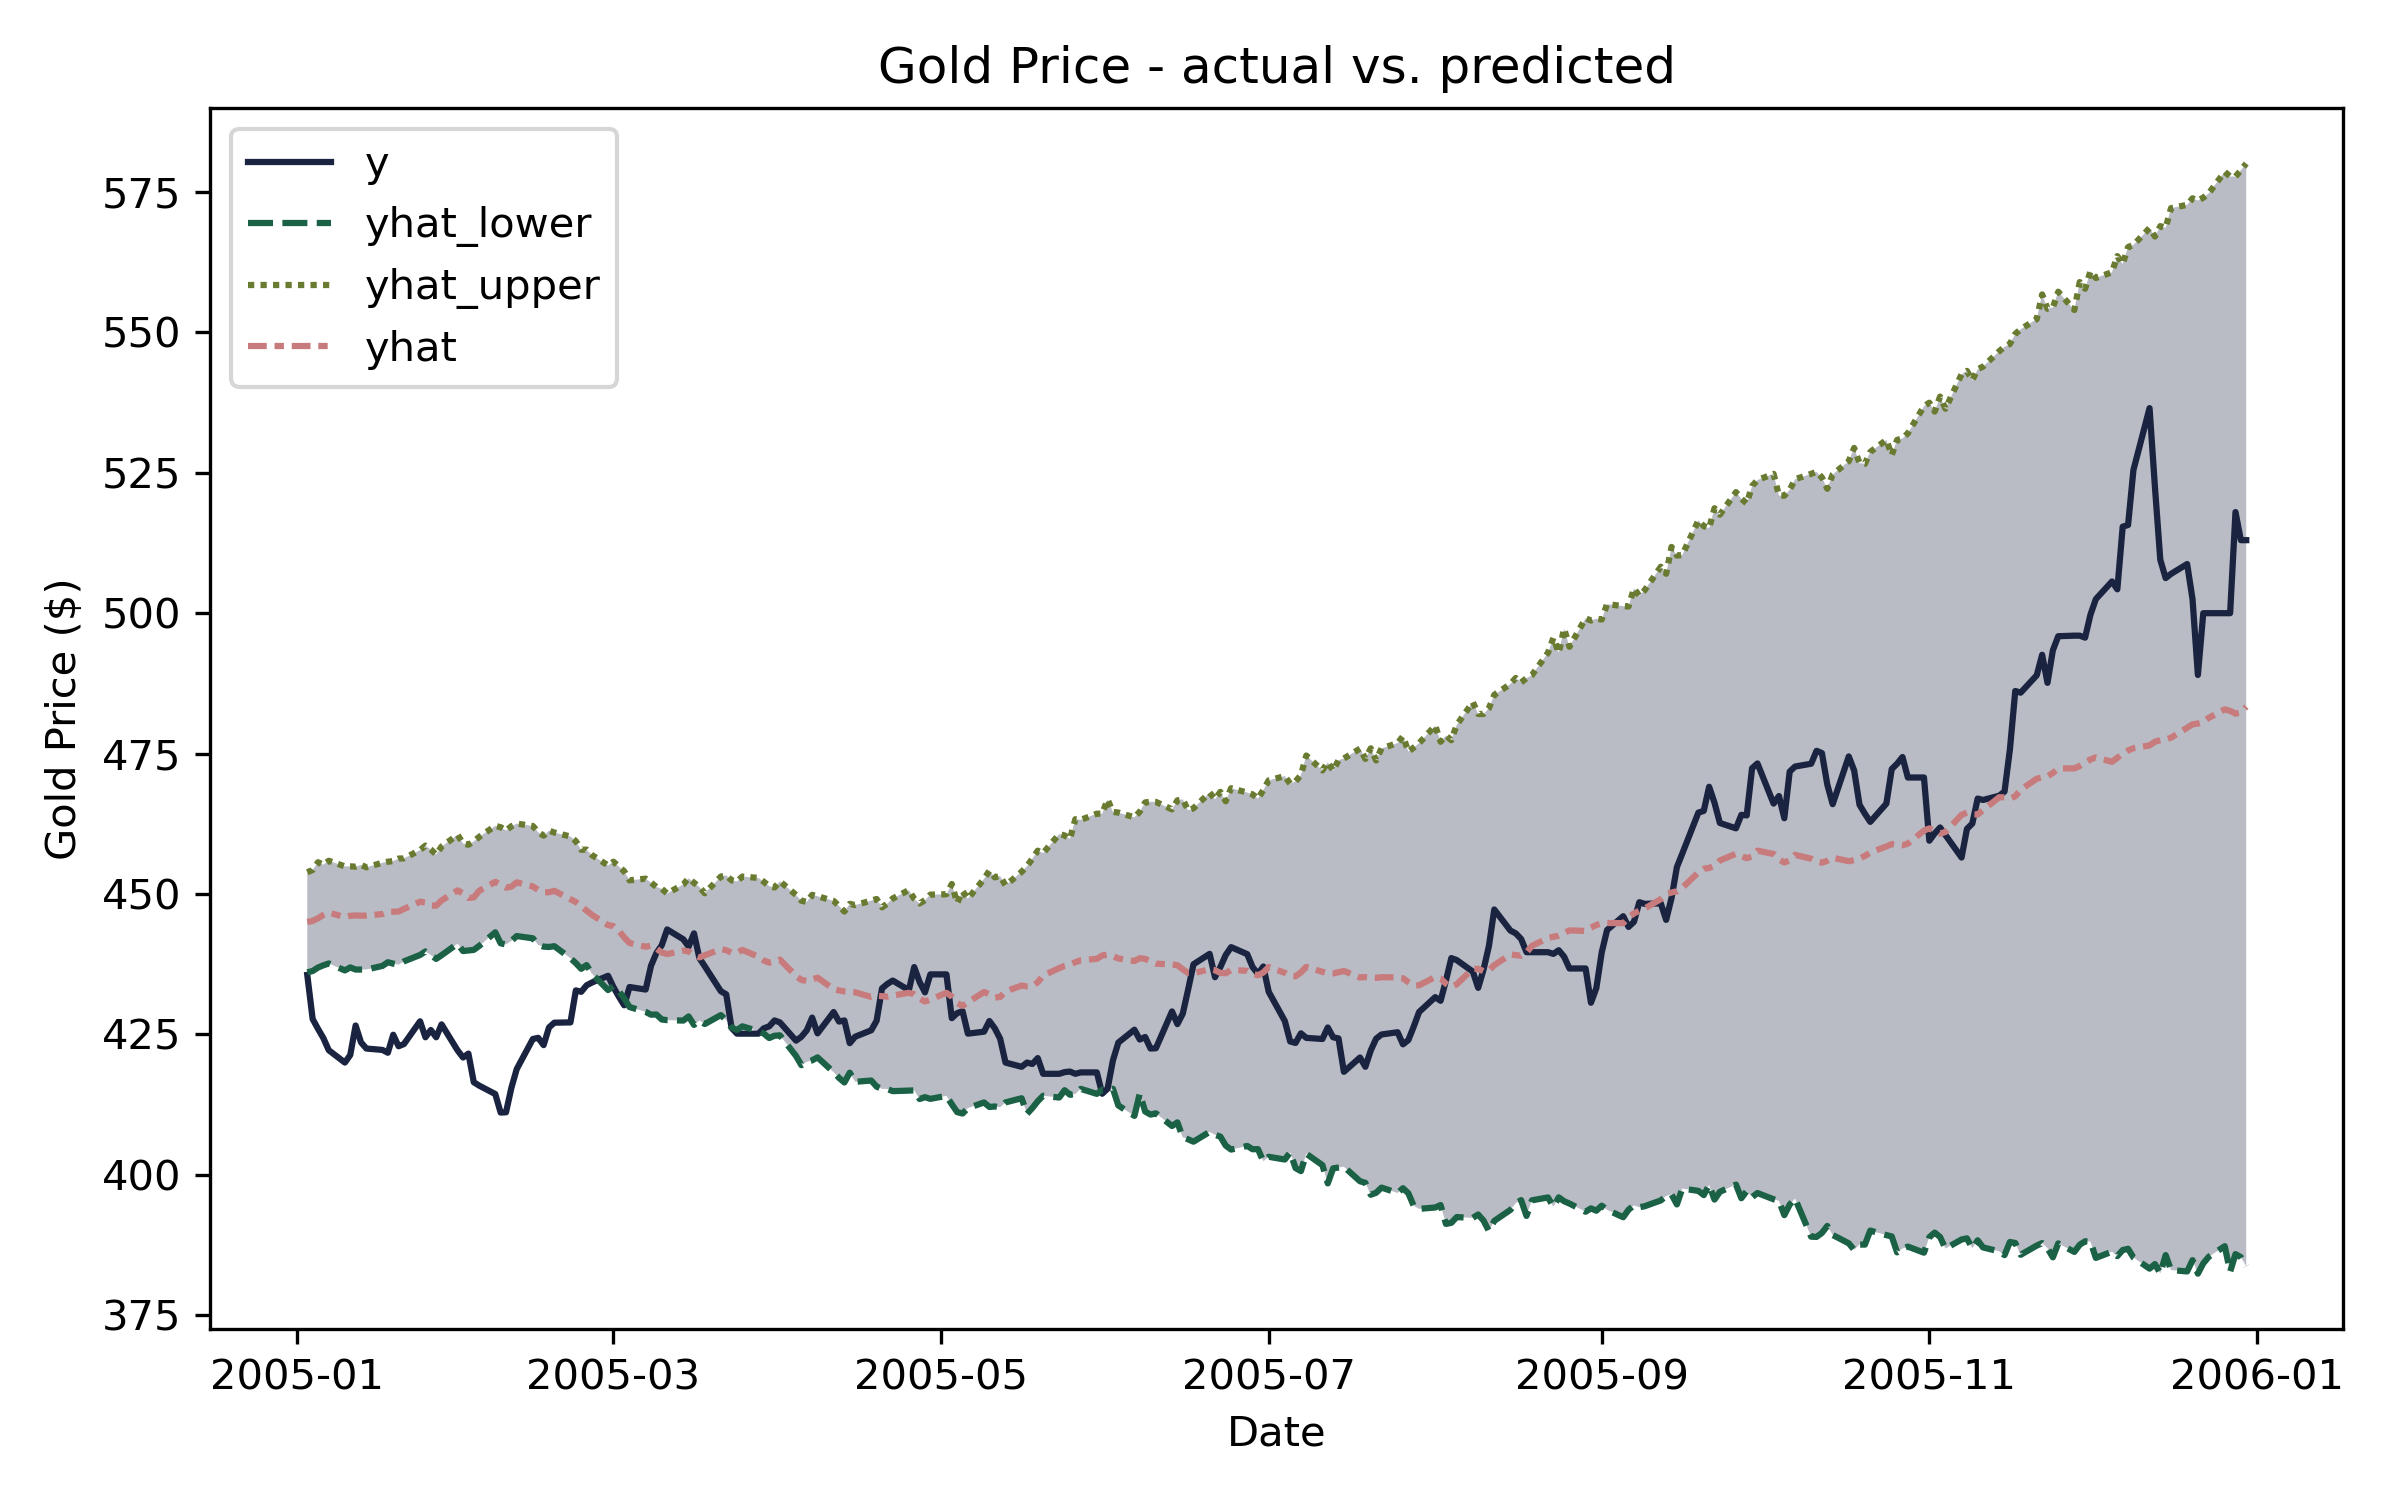 Gold Price - actual vs. predicted
y
yhat_lower
yhat_upper
yhat
575
550
525
500
475
450
425
400
375
Gold Price ($)
2005-01 2005-03 2005-05 2005-07 2005-09 2005-11 2006-01
Date